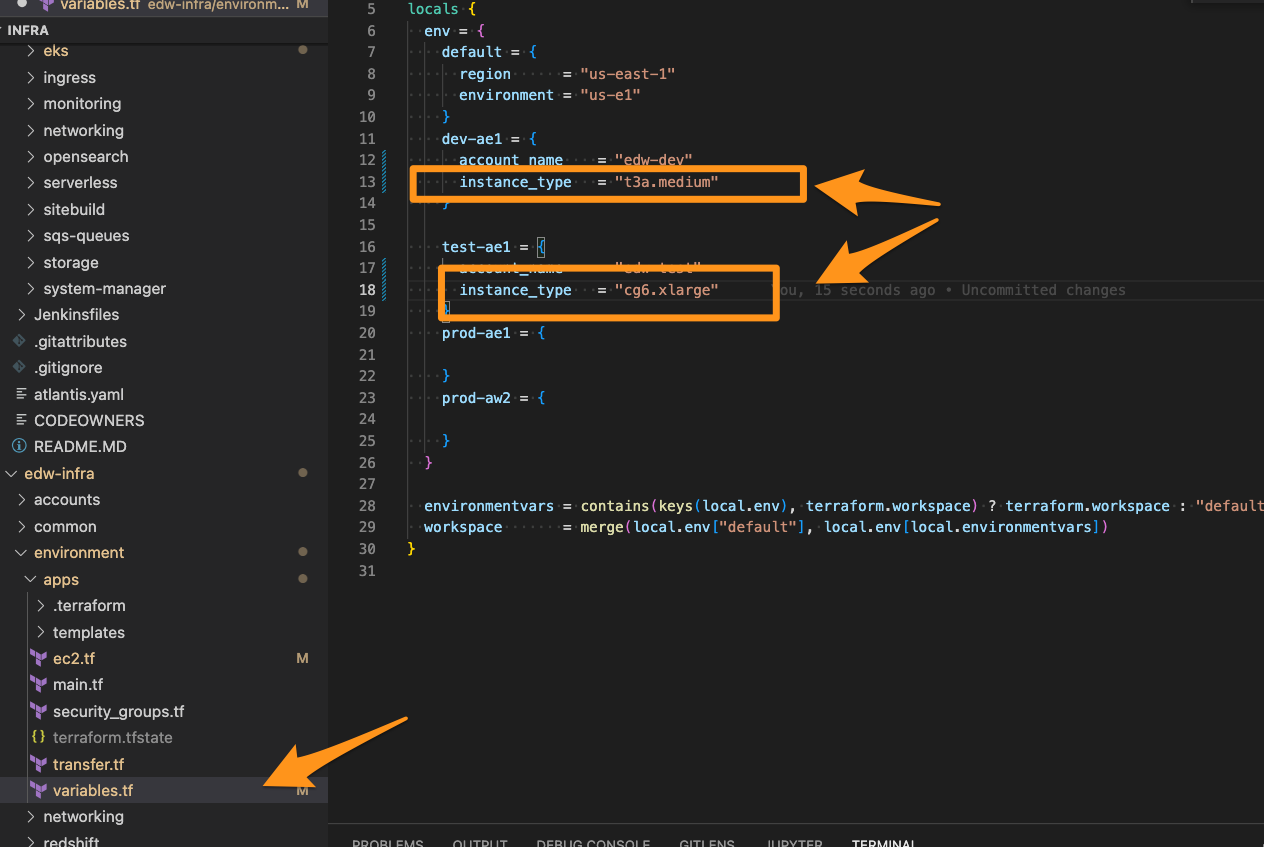 variables.tf edw-infra/environm... M
INFRA
eks
ingress
monitoring
networking
opensearch
serverless
sitebuild
sqs-queues
storage
system-manager
Jenkinsfiles
.gitattributes
.gitignore
atlantis.yaml
CODEOWNERS
README.MD
edw-infra
accounts
common
environment
apps
.terraform
templates
ec2.tf M
main.tf
security_groups.tf
{} terraform.tfstate
transfer.tf
variables.tf M
networking
redshift
5 locals {
6 env = {
7 default = {
8 region = "us-east-1"
9 environment = "us-e1"
10 }
11 dev-ae1 = {
12 account_name = "edw-dev"
13 instance_type = "t3a.medium"
14 }
15
16 test-ae1 = {
17 account_name = "edw-test"
18 instance_type = "cg6.xlarge" You, 15 seconds ago • Uncommitted changes
19 }
20 prod-ae1 = {
21
22 }
23 prod-aw2 = {
24
25 }
26 }
27
28 environmentvars = contains(keys(local.env), terraform.workspace) ? terraform.workspace : "default
29 workspace = merge(local.env["default"], local.env[local.environmentvars])
30 }
31
PROBLEMS OUTPUT DEBUG CONSOLE GITLENS JUPYTER TERMINAL